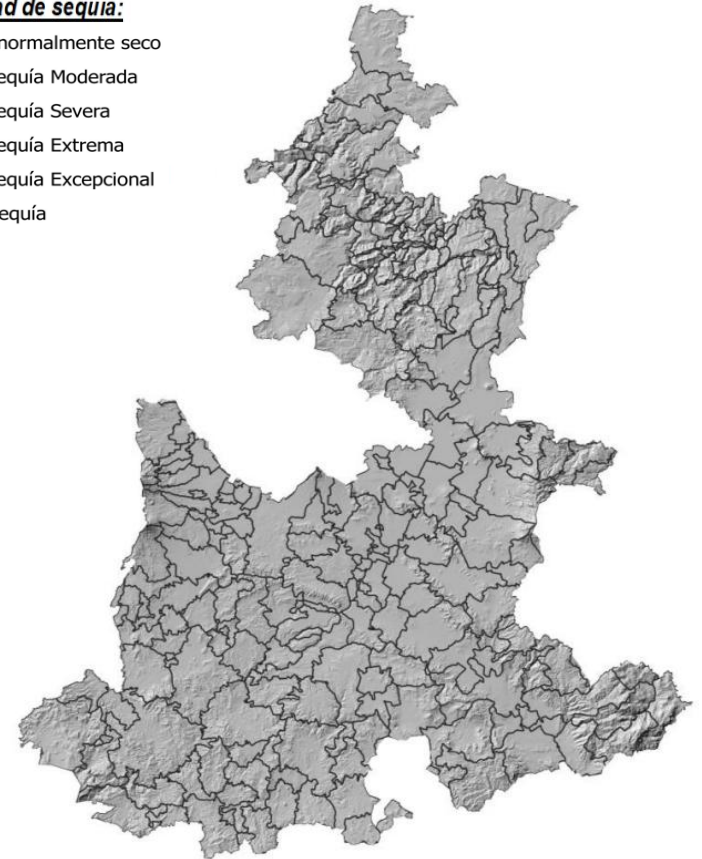 ad de sequía:
normalmente seco
equía Moderada
equía Severa
equía Extrema
equía Excepcional
equía